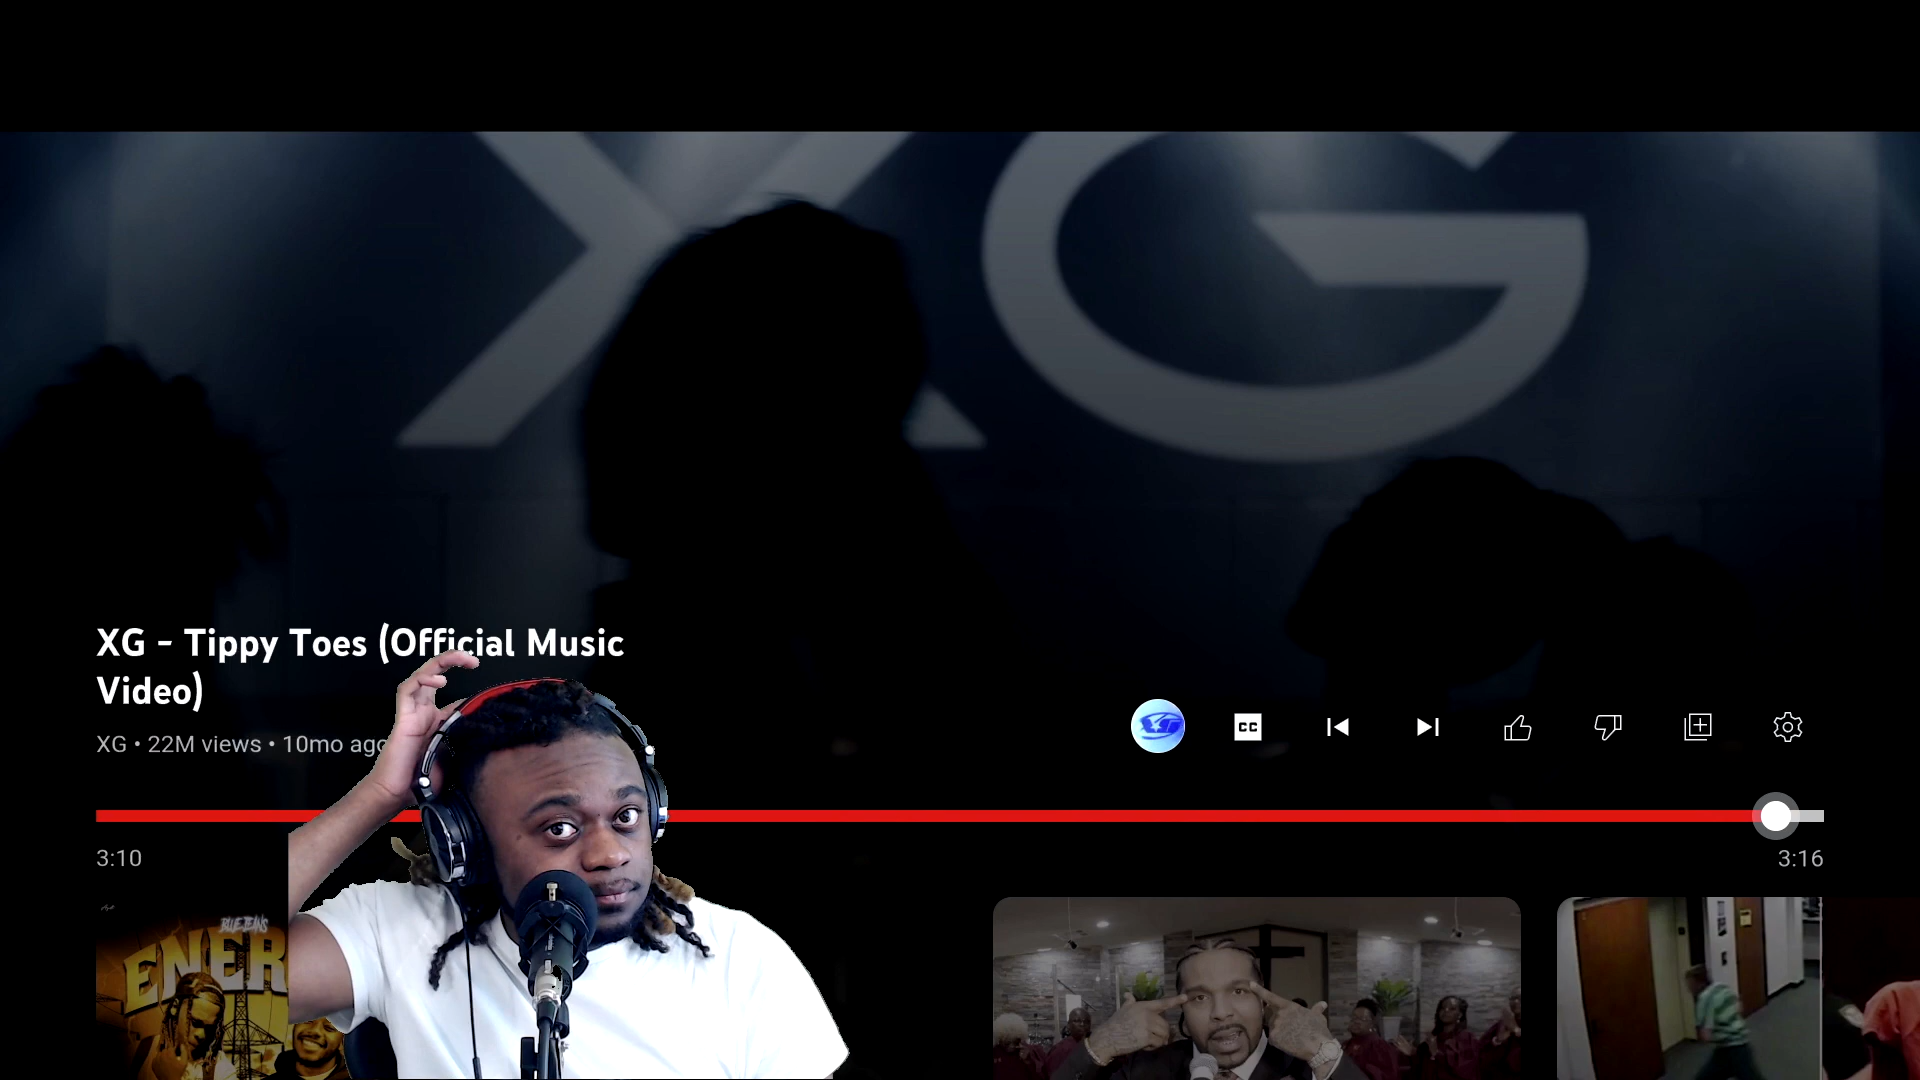 XG
XG - Tippy Toes (Official Music
Video)
XG • 22M views • 10mo ago
CC
3:10
3:16
BLUE JEANS
ENER